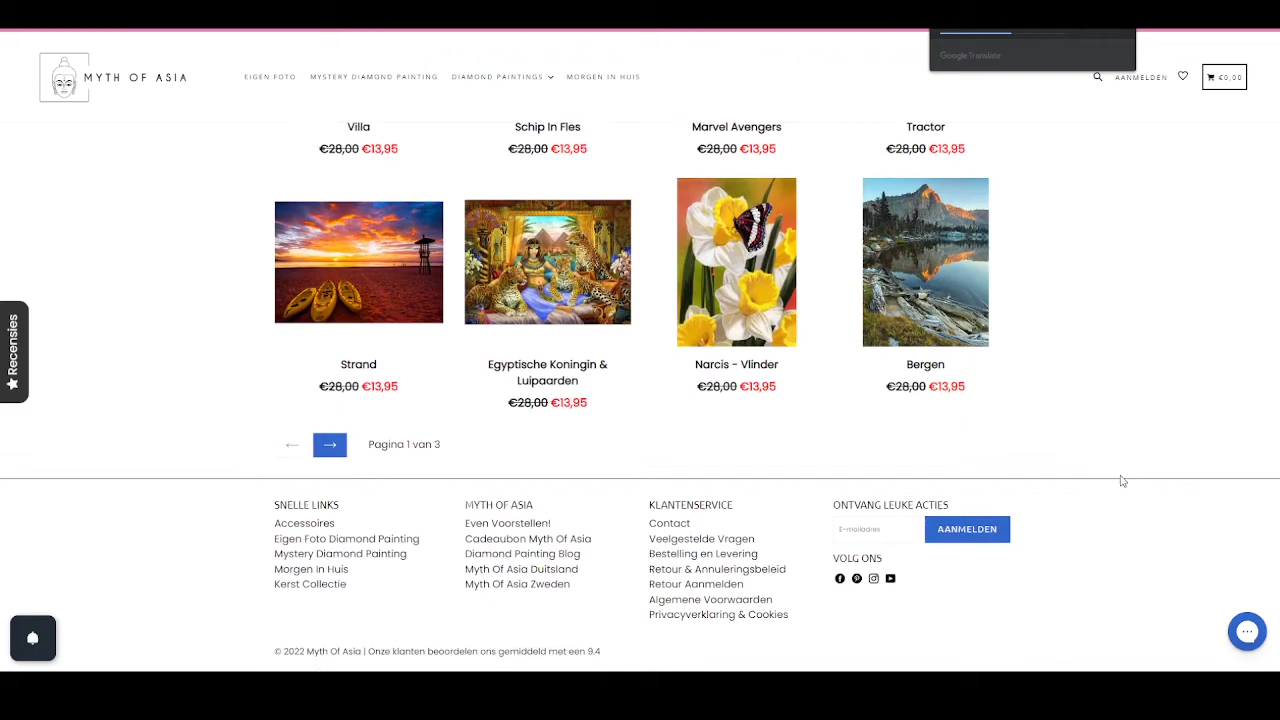 Google Translate
MYTH OF ASIA
EIGEN FOTO
MYSTERY DIAMOND PAINTING
DIAMOND PAINTINGS
MORGEN IN HUIS
AANMELDEN
€0,00
Villa
€28,00 €13,95
Schip In Fles
€28,00 €13,95
Marvel Avengers
€28,00 €13,95
Tractor
€28,00 €13,95
Strand
€28,00 €13,95
Egyptische Koningin &
Luipaarden
€28,00 €13,95
Narcis - Vlinder
€28,00 €13,95
Bergen
€28,00 €13,95
Recensies
← → Pagina 1 van 3
SNELLE LINKS
Accessoires
Eigen Foto Diamond Painting
Mystery Diamond Painting
Morgen In Huis
Kerst Collectie
MYTH OF ASIA
Even Voorstellen!
Cadeaubon Myth Of Asia
Diamond Painting Blog
Myth Of Asia Duitsland
Myth Of Asia Zweden
KLANTENSERVICE
Contact
Veelgestelde Vragen
Bestelling en Levering
Retour & Annuleringsbeleid
Retour Aanmelden
Algemene Voorwaarden
Privacyverklaring & Cookies
ONTVANG LEUKE ACTIES
E-mailadres
AANMELDEN
VOLG ONS
© 2022 Myth Of Asia | Onze klanten beoordelen ons gemiddeld met een 9.4